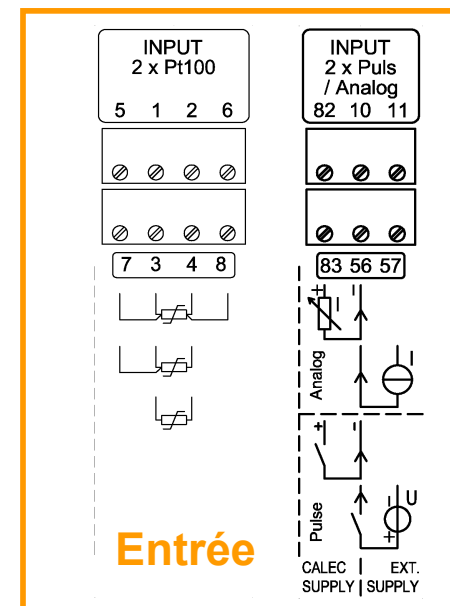 INPUT
2 x Pt100
5 1 2 6
7 3 4 8
INPUT
2 x Puls
/ Analog
82 10 11
83 56 57
+ –
I
Analog
I
+ –
Pulse
– U
+
CALEC EXT.
SUPPLY | SUPPLY
Entrée